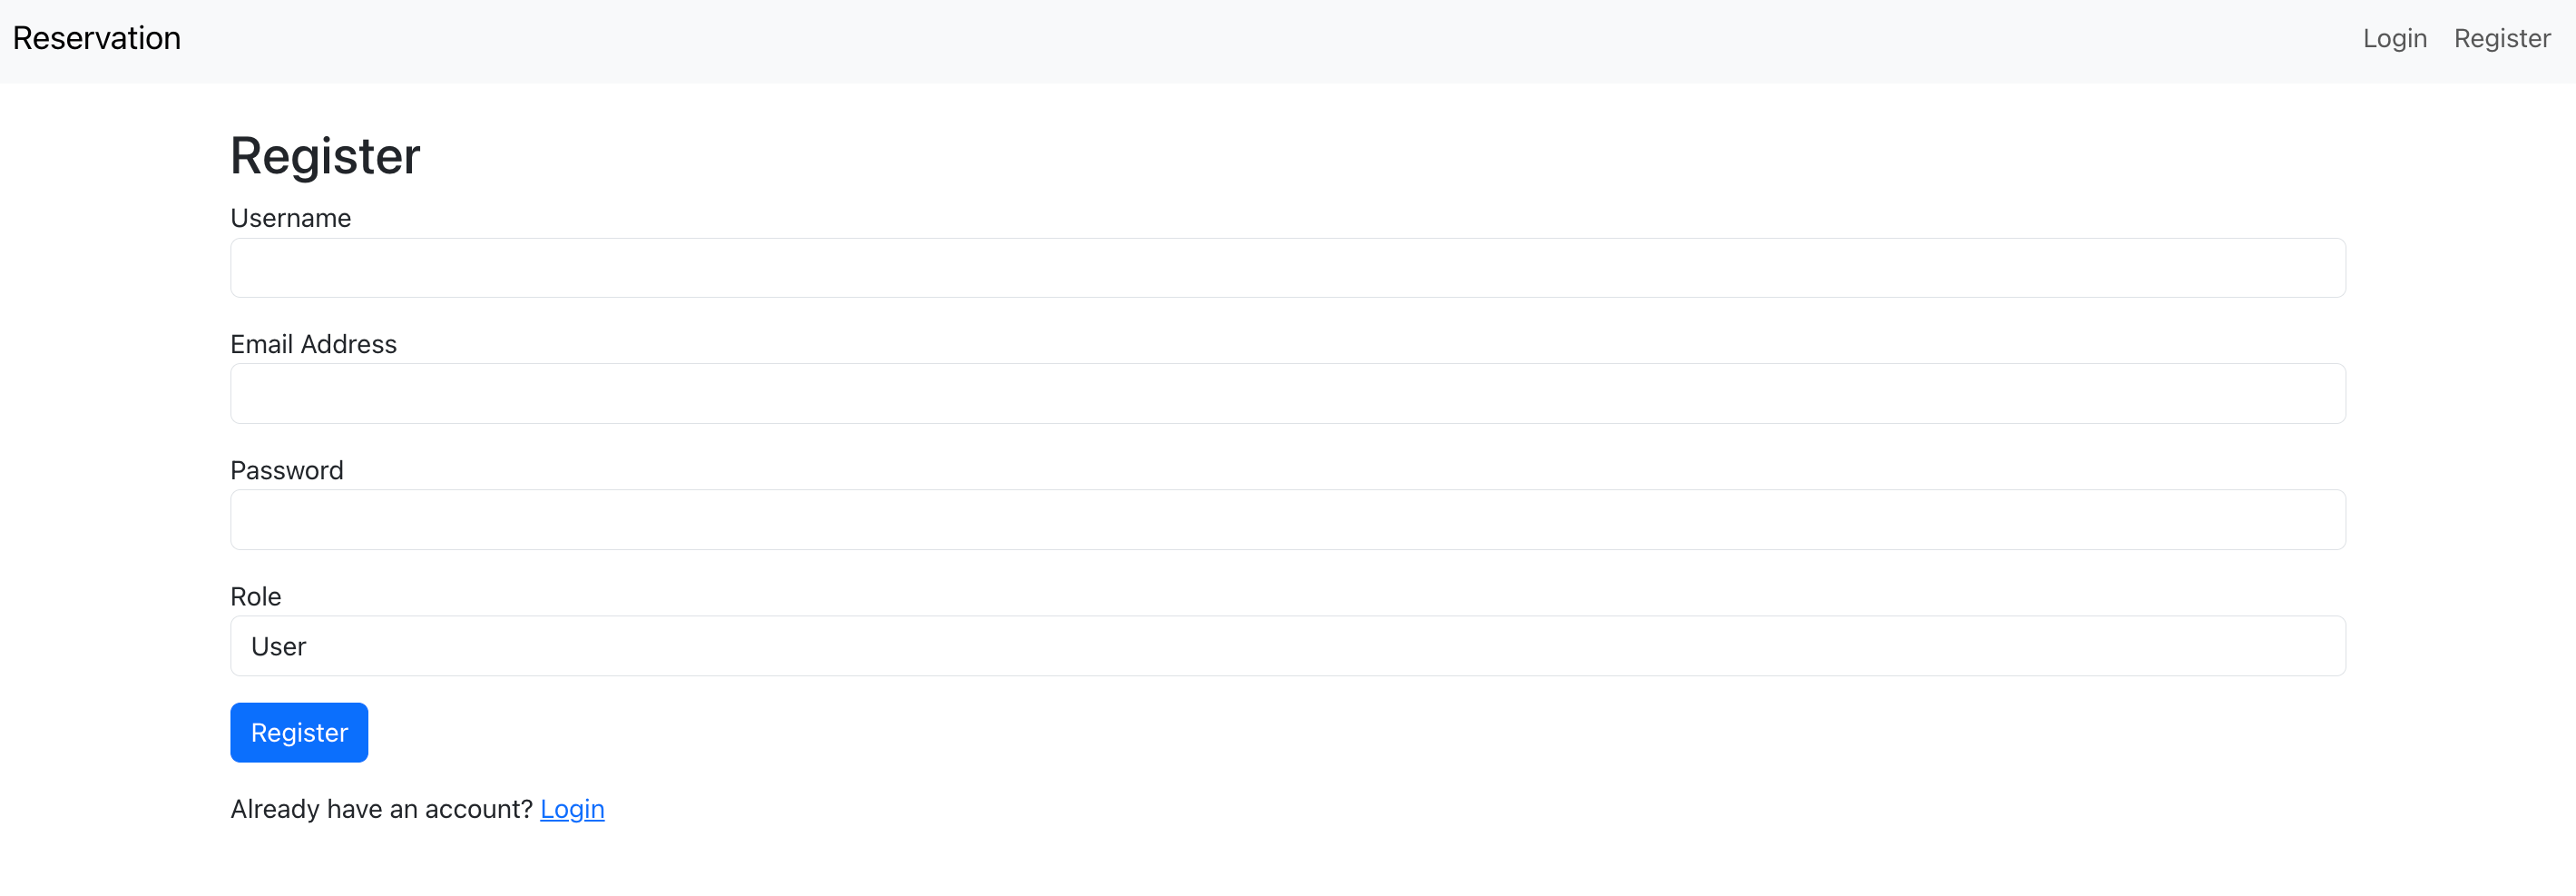 Reservation
Login Register
Register
Username
Email Address
Password
Role
User
Register
Already have an account? Login